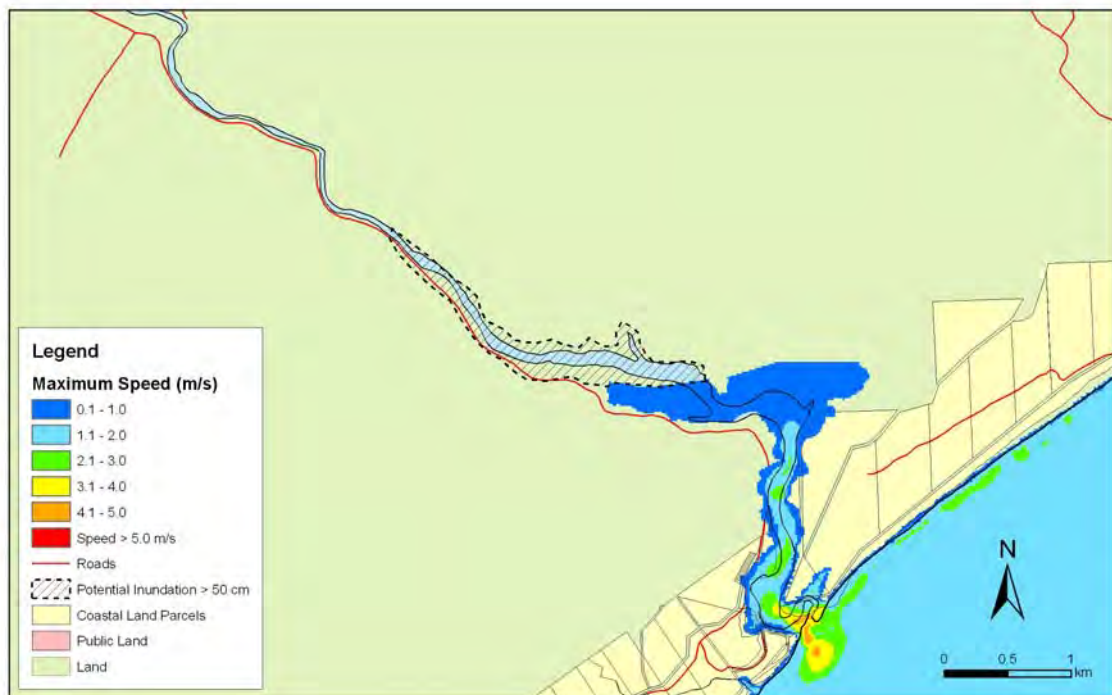 Legend
Maximum Speed (m/s)
0.1 - 1.0
1.1 - 2.0
2.1 - 3.0
3.1 - 4.0
4.1 - 5.0
Speed > 5.0 m/s
Roads
Potential Inundation > 50 cm
Coastal Land Parcels
Public Land
Land
N
0 0.5 1
km